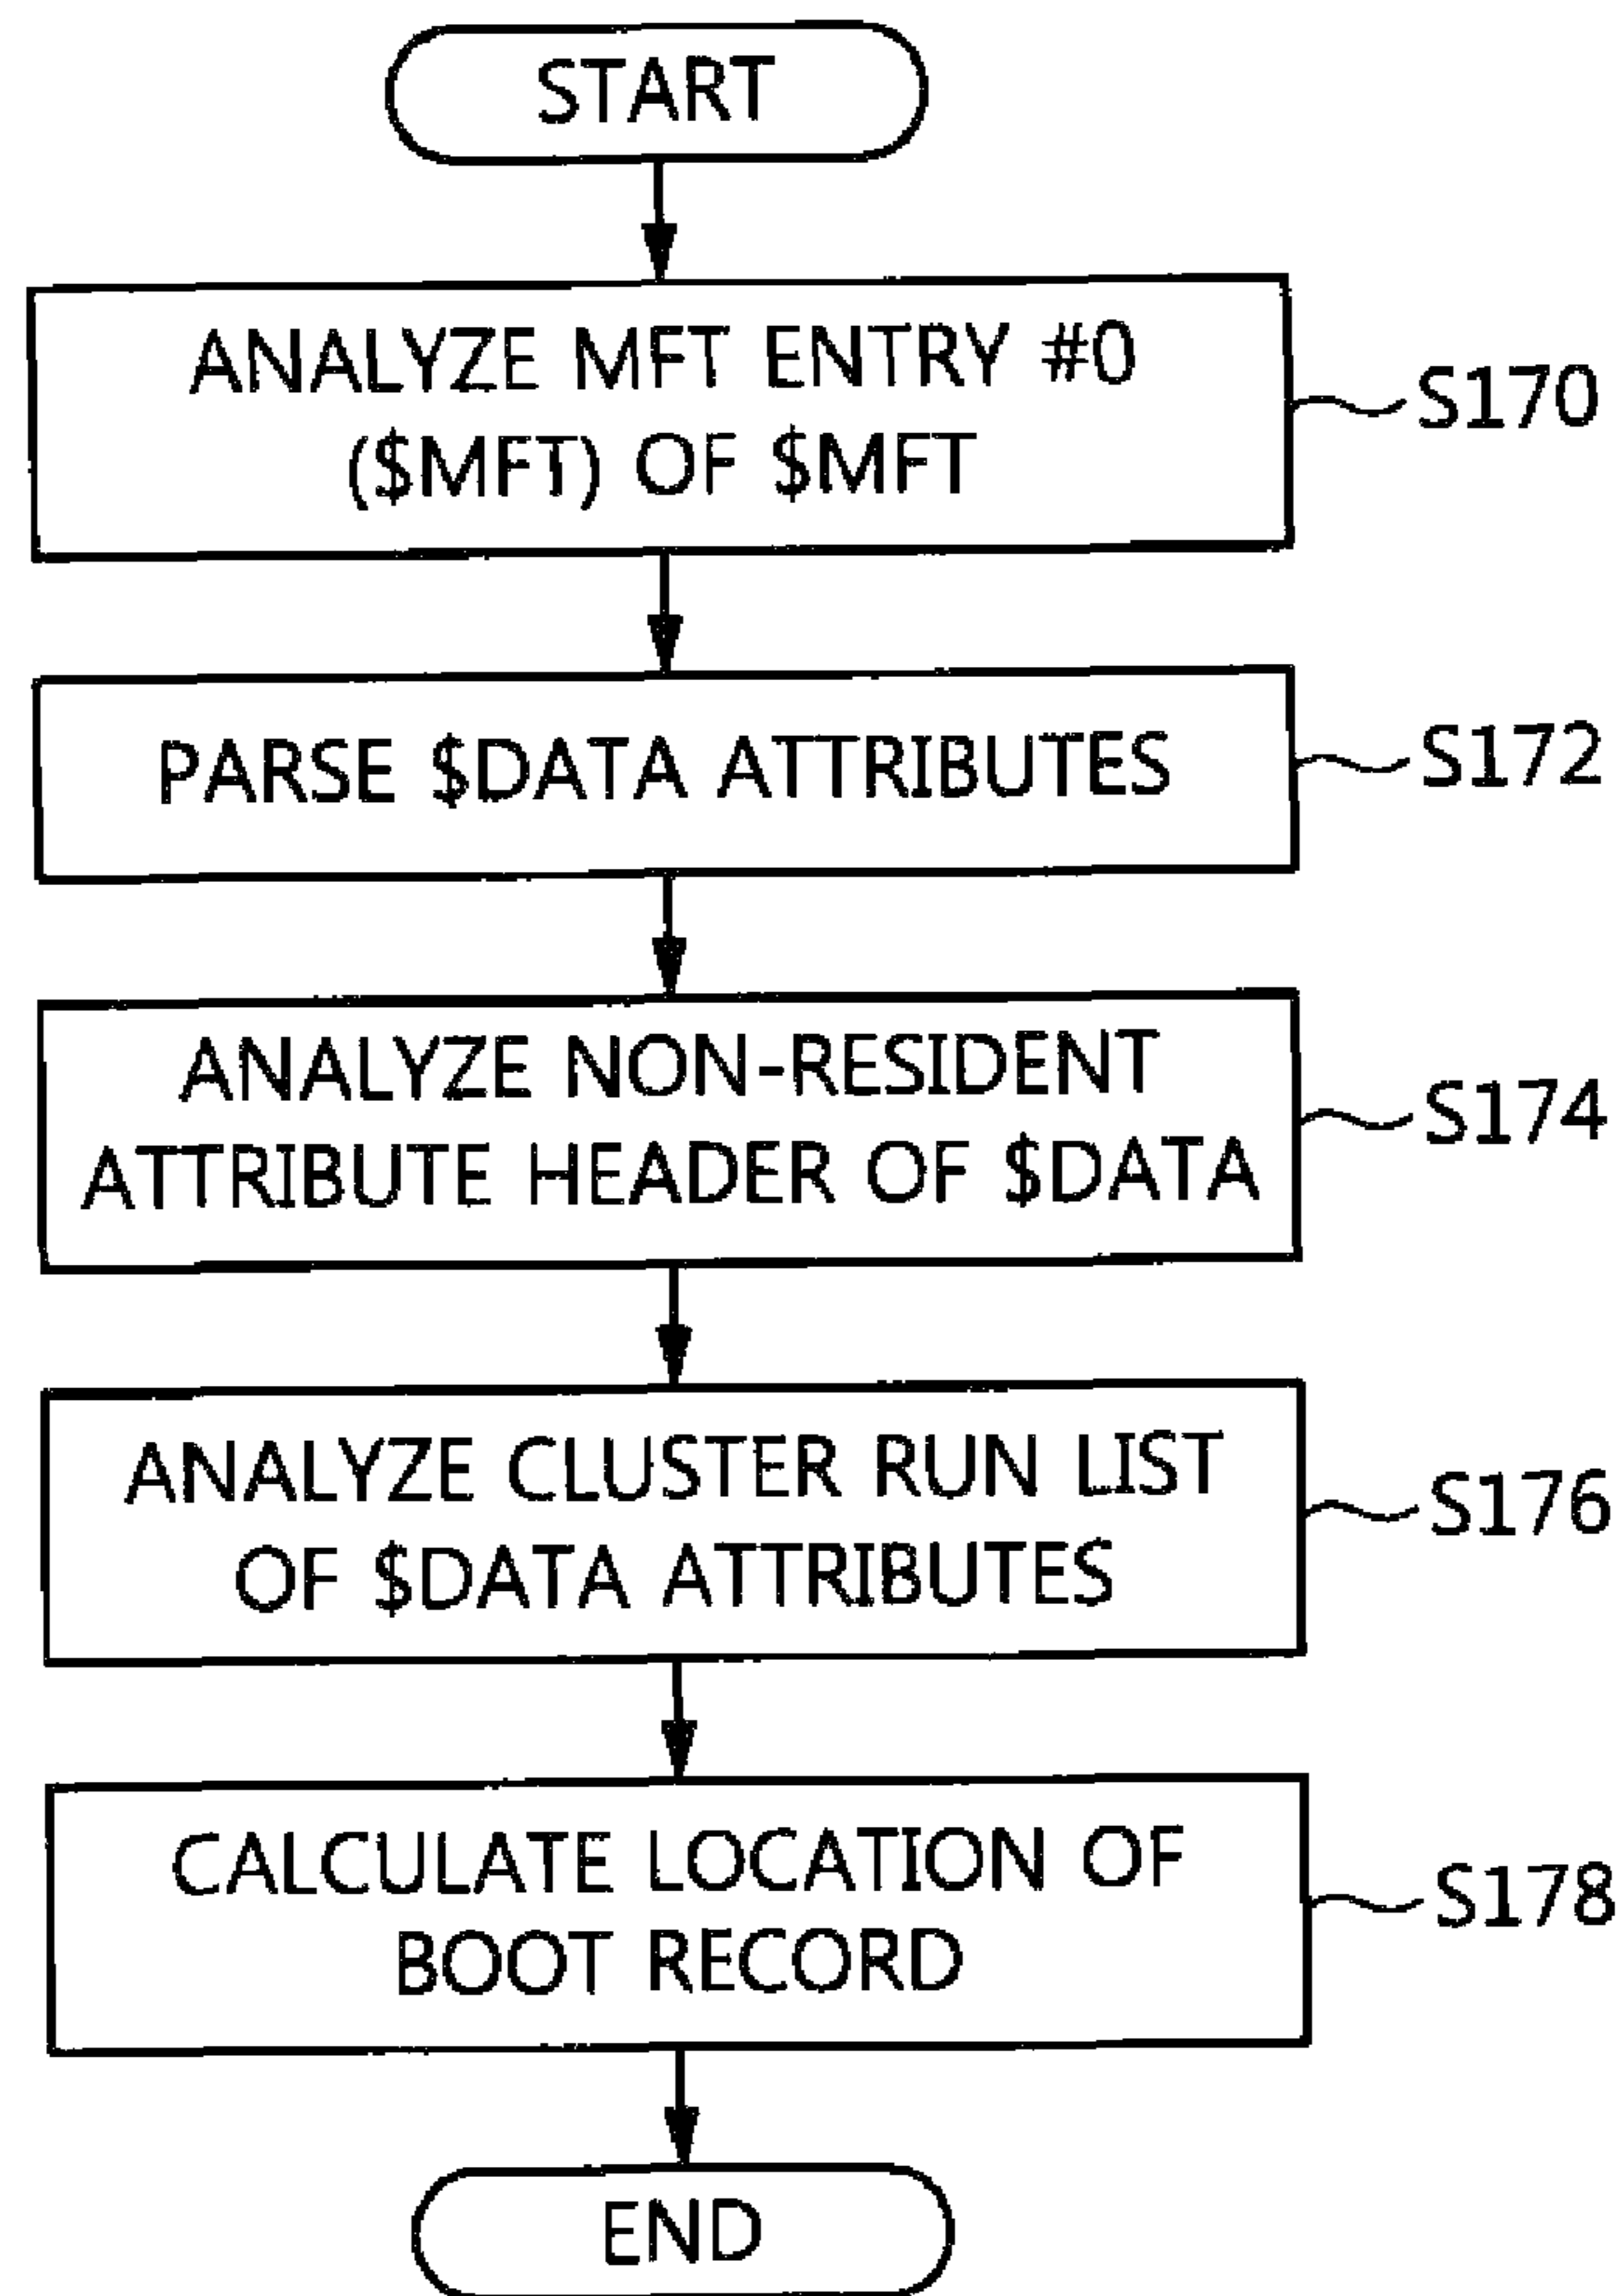 START
ANALYZE MFT ENTRY #0
($MFT) OF $MFT
S170
PARSE $DATA ATTRIBUTES
S172
ANALYZE NON-RESIDENT
ATTRIBUTE HEADER OF $DATA
S174
ANALYZE CLUSTER RUN LIST
OF $DATA ATTRIBUTES
S176
CALCULATE LOCATION OF
BOOT RECORD
S178
END